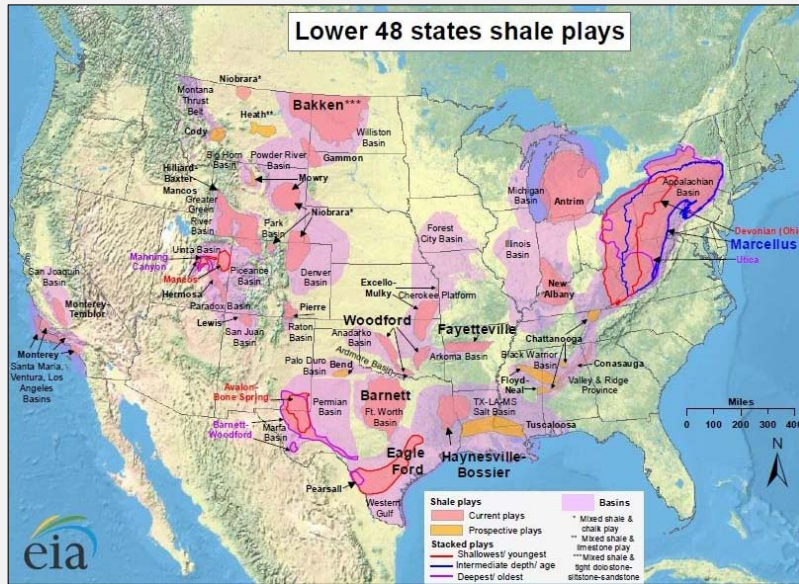 Lower 48 states shale plays
Niobrara*
Montana
Thrust
Belt
Bakken***
Heath**
Cody
Williston
Basin
Big Horn
Basin
Powder River
Basin
Gammon
Hilliard-
Baxter-
Mancos
Mowry
Greater
Green
River
Basin
Park
Basin
Niobrara*
Michigan
Basin
Antrim
Appalachian
Basin
Devonian (Ohi
Marcellus
Utica
Forest
City Basin
Illinois
Basin
Uinta Basin
Manning
Canyon
Mancos
Piceance
Basin
Denver
Basin
San Joaquin
Basin
Monterey-
Temblor
Hermosa
Paradox Basin
Lewis
San Juan
Basin
Pierre
Raton
Basin
Excello-
Mulky
Cherokee Platform
New
Albany
Woodford
Anadarko
Basin
Fayetteville
Chattanooga
Monterey
Santa Maria,
Ventura, Los
Angeles
Basins
Palo Duro
Basin
Bend
Ardmore Basin
Arkoma Basin
Black Warrior
Basin
Conasauga
Floyd-
Neal
Valley & Ridge
Province
Avalon-
Bone Spring
Permian
Basin
Barnett
Ft. Worth Basin
TX-LA-MS
Salt Basin
Tuscaloosa
Barnett-
Woodford
Marfa
Basin
Eagle
Ford
Haynesville-
Bossier
Pearsall
Western
Gulf
Miles
0
100
200
300
400
N
Shale plays
Current plays
Prospective plays
Stacked plays
Shallowest/ youngest
Intermediate depth/ age
Deepest/ oldest
Basins
* Mixed shale &
chalk play
** Mixed shale &
limestone play
***Mixed shale &
tight dolostone-
siltstone-sandstone
eia